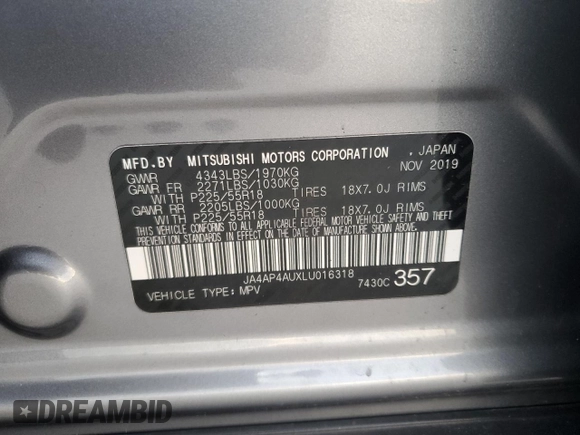 MFD.BY MITSUBISHI MOTORS CORPORATION . JAPAN
GVWR 4343LBS/1970KG NOV 2019
GAWR FR 2271LBS/1030KG
WITH P225/55R18 TIRES 18X7.0J RIMS
GAWR RR 2205LBS/1000KG
WITH P225/55R18 TIRES 18X7.0J RIMS
THIS VEHICLE CONFORMS TO ALL APPLICABLE FEDERAL MOTOR VEHICLE SAFETY AND THEFT
PREVENTION STANDARDS IN EFFECT ON THE DATE OF MANUFACTURE SHOWN ABOVE.
JA4AP4AUXLU016318
VEHICLE TYPE: MPV 7430C 357
DREAMBID